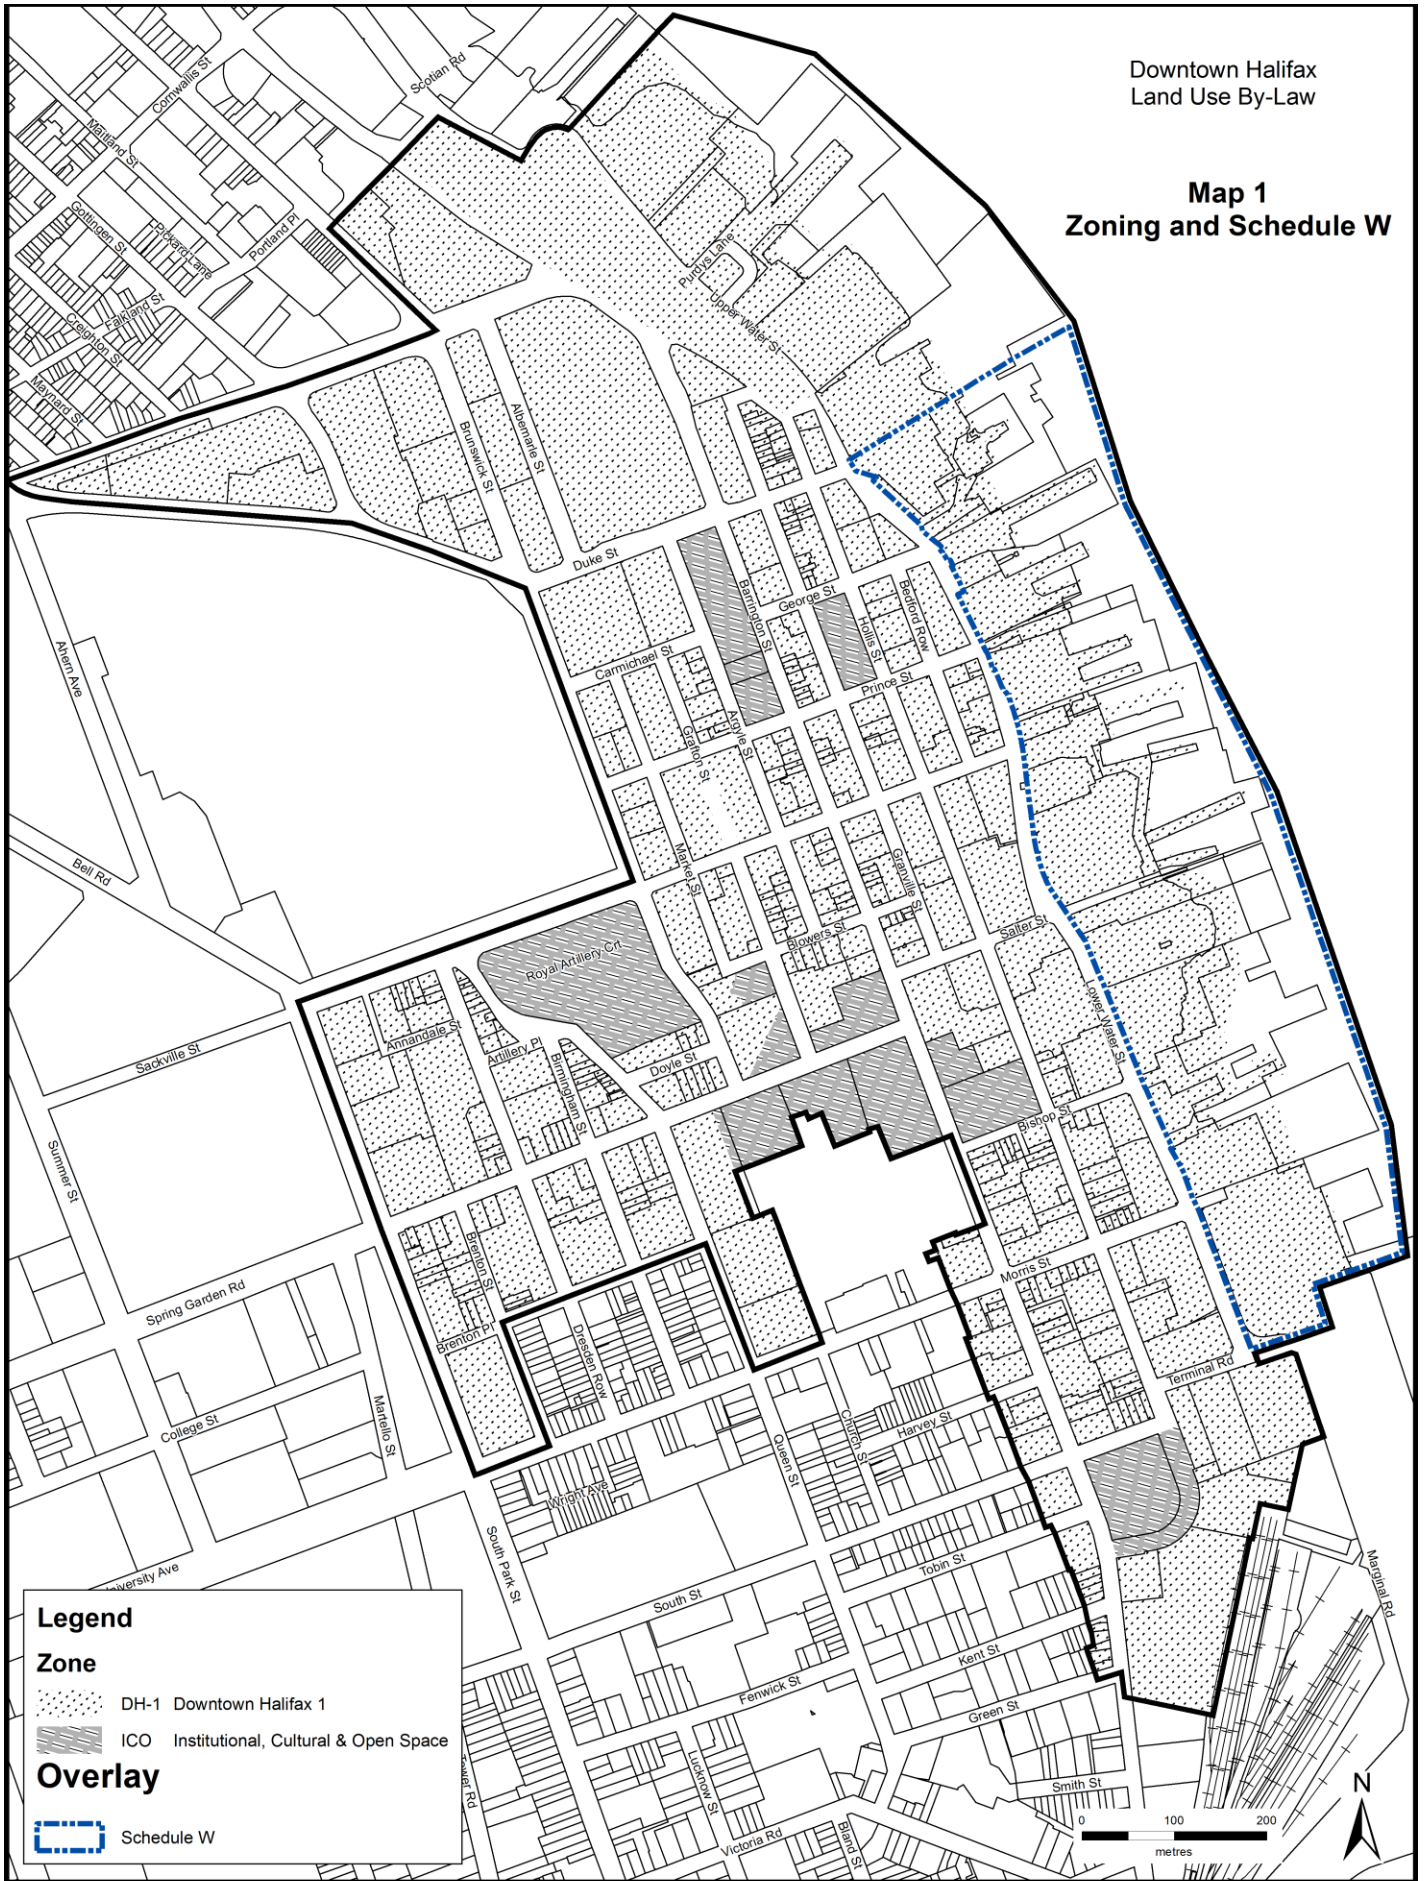 Downtown Halifax
Land Use By-Law
Map 1
Zoning and Schedule W
Scotian Rd
Cornwallis St
Maitland St
Gottingen St
Pickard Lane
Portland Pl
Falkland St
Creighton St
Maynard St
Purdys Lane
Upper Water St
Albemarle St
Brunswick St
Duke St
George St
Barrington St
Bedford Row
Hollis St
Carmichael St
Prince St
Argyle St
Grafton St
Ahern Ave
Bell Rd
Market St
Granville St
Blowers St
Salter St
Royal Artillery Crt
Lower Water St
Annandale St
Artillery Pl
Birmingham St
Doyle St
Sackville St
Summer St
Bishop St
Brenton St
Morris St
Spring Garden Rd
Brenton Pl
Dresden Row
Terminal Rd
Martello St
College St
Church St
Harvey St
Queen St
Wright Ave
South Park St
Tobin St
South St
Marginal Rd
University Ave
Kent St
Fenwick St
Green St
Smith St
Lucknow St
Tower Rd
Victoria Rd
Bland St
Legend
Zone
DH-1 Downtown Halifax 1
ICO Institutional, Cultural & Open Space
Overlay
Schedule W
N
0 100 200
metres